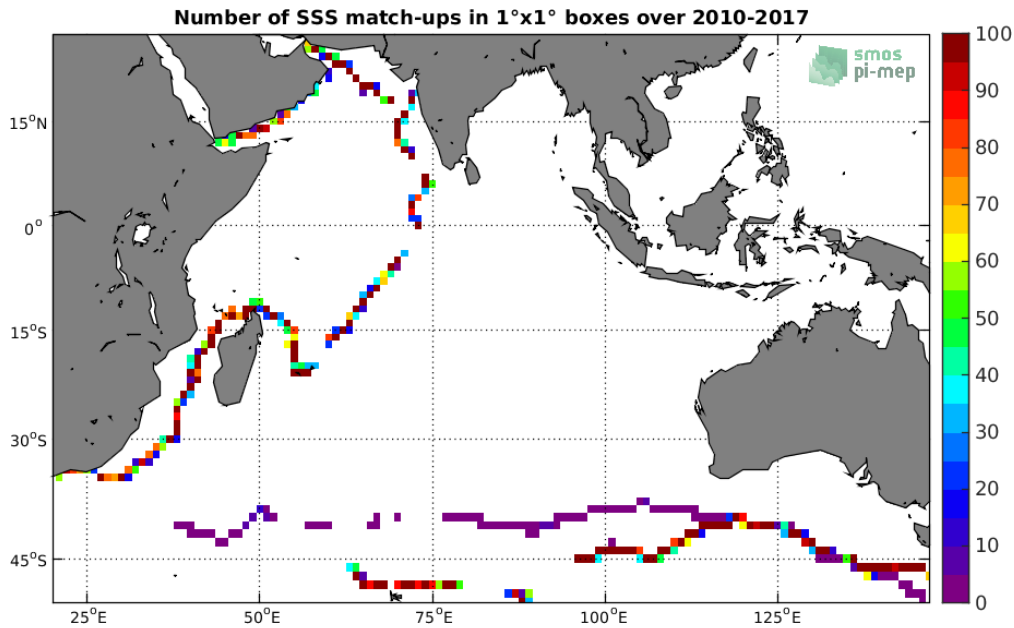 Number of SSS match-ups in 1°x1° boxes over 2010-2017
smos
pi-mep
15°N
0°
15°S
30°S
45°S
25°E
50°E
75°E
100°E
125°E
100
90
80
70
60
50
40
30
20
10
0